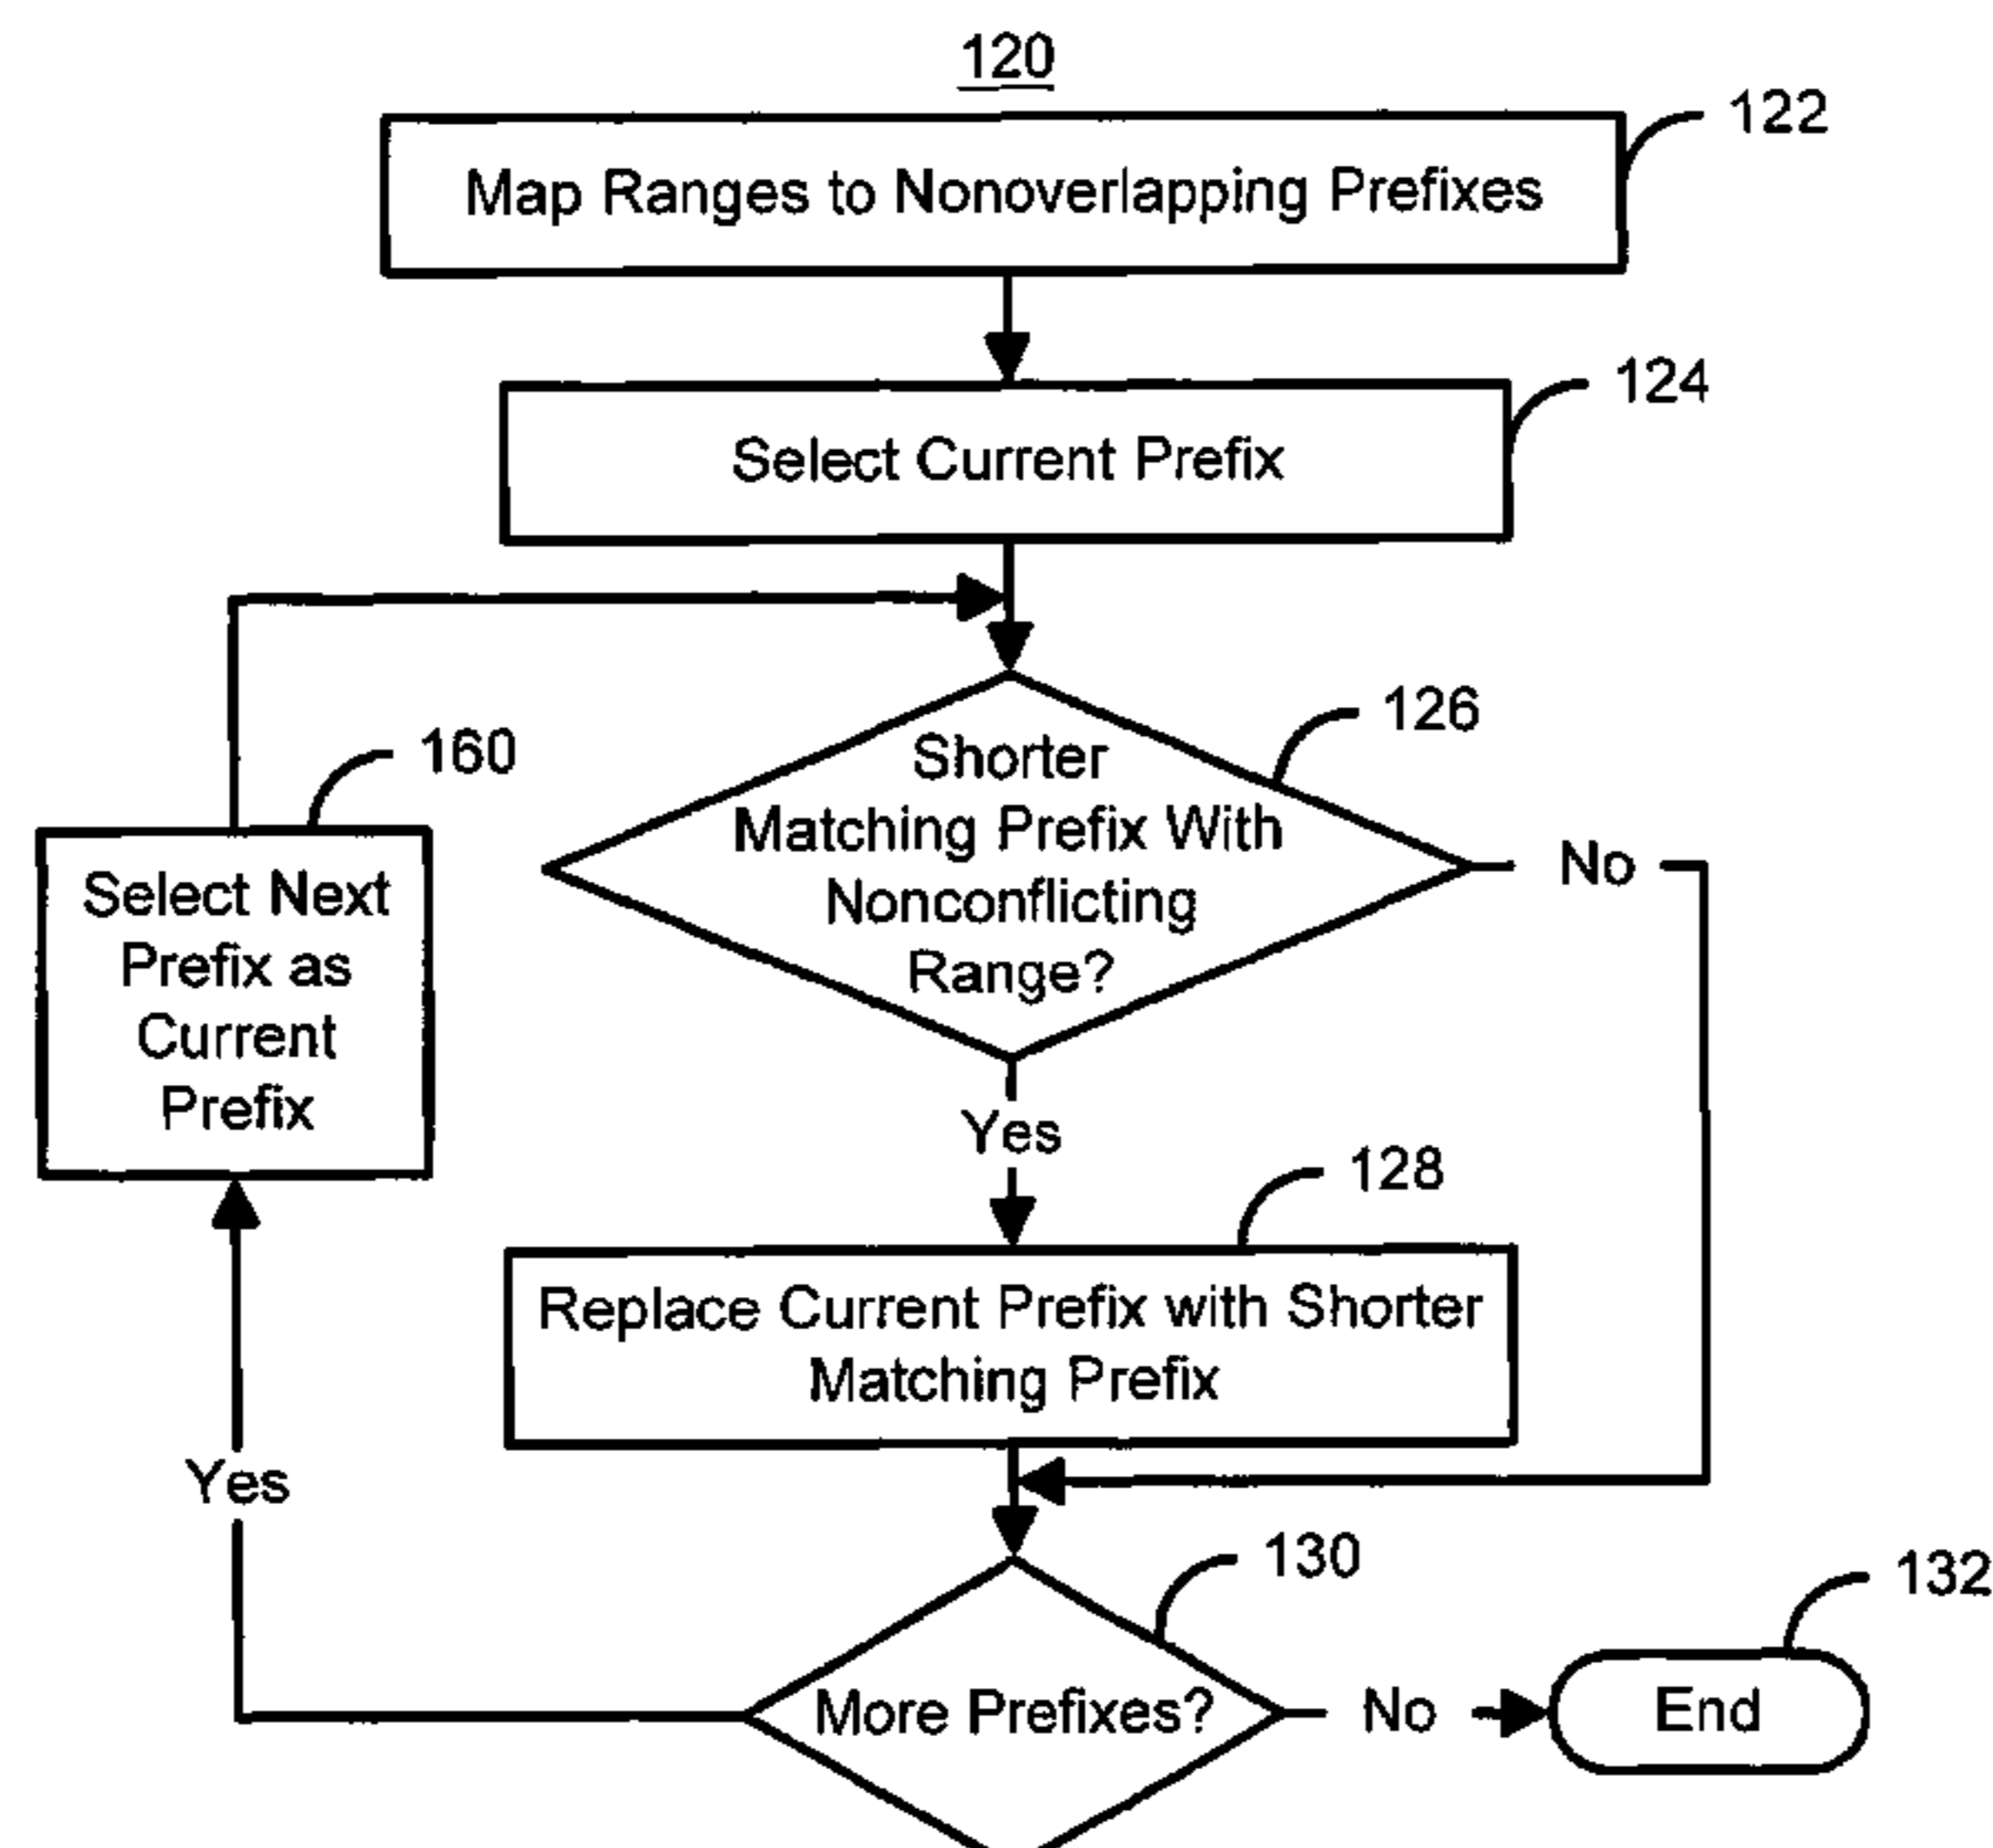 120
122
Map Ranges to Nonoverlapping Prefixes
124
Select Current Prefix
126
Shorter
Matching Prefix With
Nonconflicting
Range?
No
160
Select Next
Prefix as
Current
Prefix
Yes
128
Replace Current Prefix with Shorter
Matching Prefix
Yes
130
132
More Prefixes?
No
End